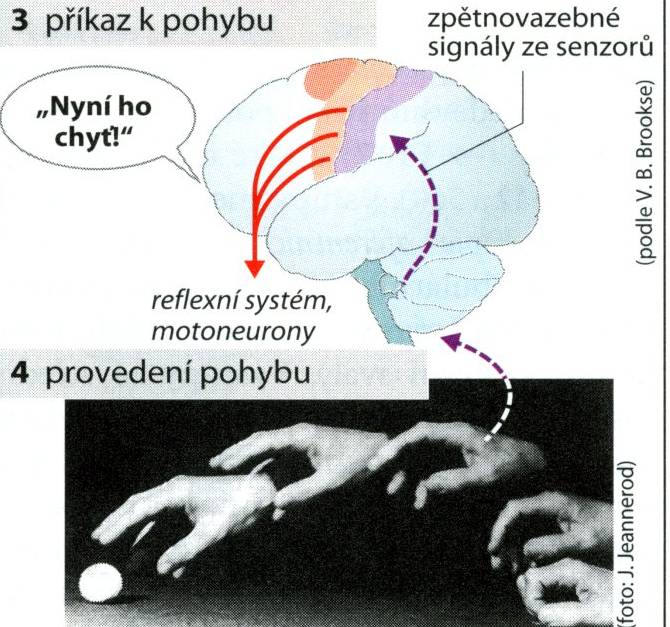 3 příkaz k pohybu
zpětnovazebné
signály ze senzorů
„Nyní ho
chyť!“
(podle V. B. Brookse)
reflexní systém,
motoneurony
4 provedení pohybu
(foto: J. Jeannerod)